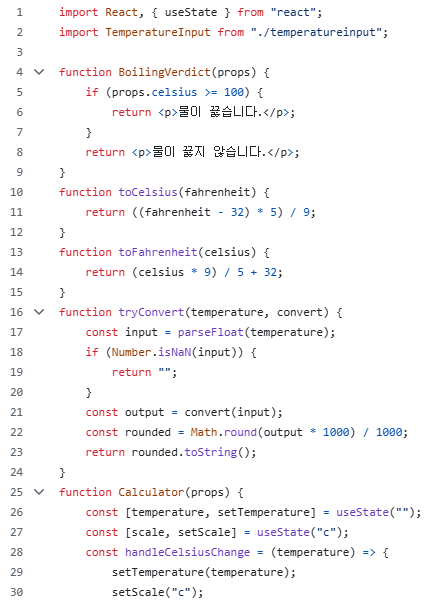 1 import React, { useState } from "react";
2 import TemperatureInput from "./temperatureinput";
3
4 function BoilingVerdict(props) {
5 if (props.celsius >= 100) {
6 return <p>물이 끓습니다.</p>;
7 }
8 return <p>물이 끓지 않습니다.</p>;
9 }
10 function toCelsius(fahrenheit) {
11 return ((fahrenheit - 32) * 5) / 9;
12 }
13 function toFahrenheit(celsius) {
14 return (celsius * 9) / 5 + 32;
15 }
16 function tryConvert(temperature, convert) {
17 const input = parseFloat(temperature);
18 if (Number.isNaN(input)) {
19 return "";
20 }
21 const output = convert(input);
22 const rounded = Math.round(output * 1000) / 1000;
23 return rounded.toString();
24 }
25 function Calculator(props) {
26 const [temperature, setTemperature] = useState("");
27 const [scale, setScale] = useState("c");
28 const handleCelsiusChange = (temperature) => {
29 setTemperature(temperature);
30 setScale("c");